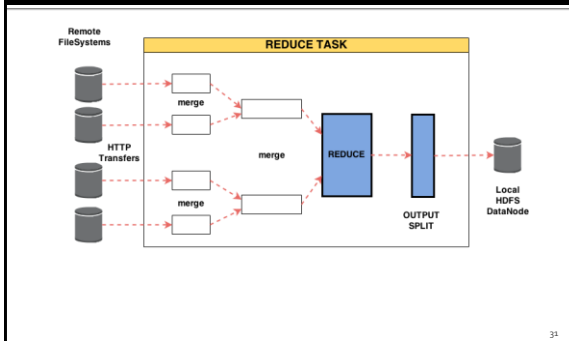 Remote
FileSystems
REDUCE TASK
merge
HTTP
Transfers
merge
REDUCE
merge
OUTPUT
SPLIT
Local
HDFS
DataNode
31